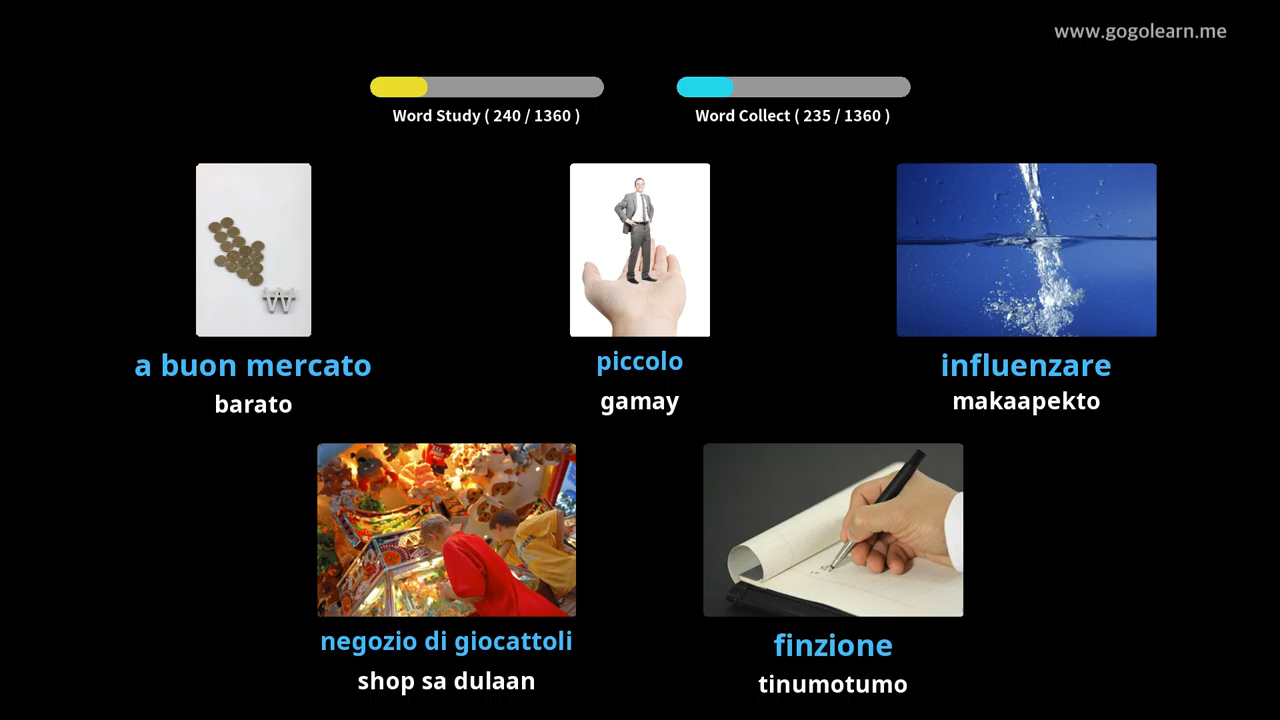 www.gogolearn.me
Word Study ( 240 / 1360 )
Word Collect ( 235 / 1360 )
a buon mercato
barato
piccolo
gamay
influenzare
makaapekto
negozio di giocattoli
shop sa dulaan
finzione
tinumotumo